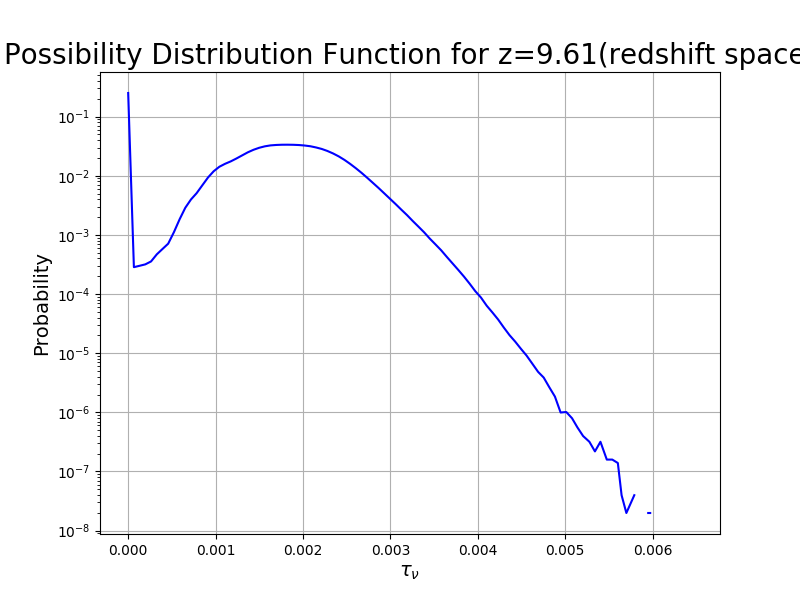 Possibility Distribution Function for z=9.61(redshift space
Probability
10⁻¹
10⁻²
10⁻³
10⁻⁴
10⁻⁵
10⁻⁶
10⁻⁷
10⁻⁸
0.000 0.001 0.002 0.003 0.004 0.005 0.006
τν